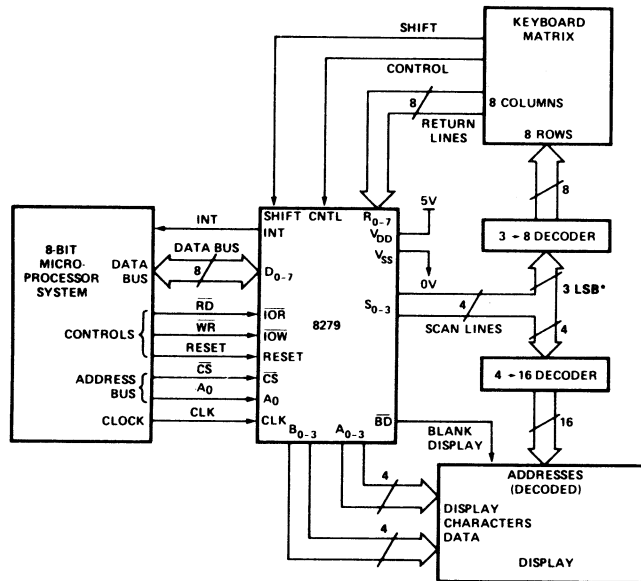 SHIFT
CONTROL
8
RETURN
LINES
KEYBOARD
MATRIX
8 COLUMNS
8 ROWS
8
3 → 8 DECODER
3 LSB*
4
4 → 16 DECODER
16
8-BIT
MICRO-
PROCESSOR
SYSTEM
DATA
BUS
CONTROLS
ADDRESS
BUS
CLOCK
INT
DATA BUS
8
RD
WR
RESET
CS
A0
CLK
SHIFT CNTL R0–7
INT
VDD
VSS
D0–7
S0–3
IOR
8279
IOW
RESET
CS
A0
CLK
BD
B0–3 A0–3
5V
0V
4
SCAN LINES
BLANK
DISPLAY
4
4
ADDRESSES
(DECODED)
DISPLAY
CHARACTERS
DATA
DISPLAY